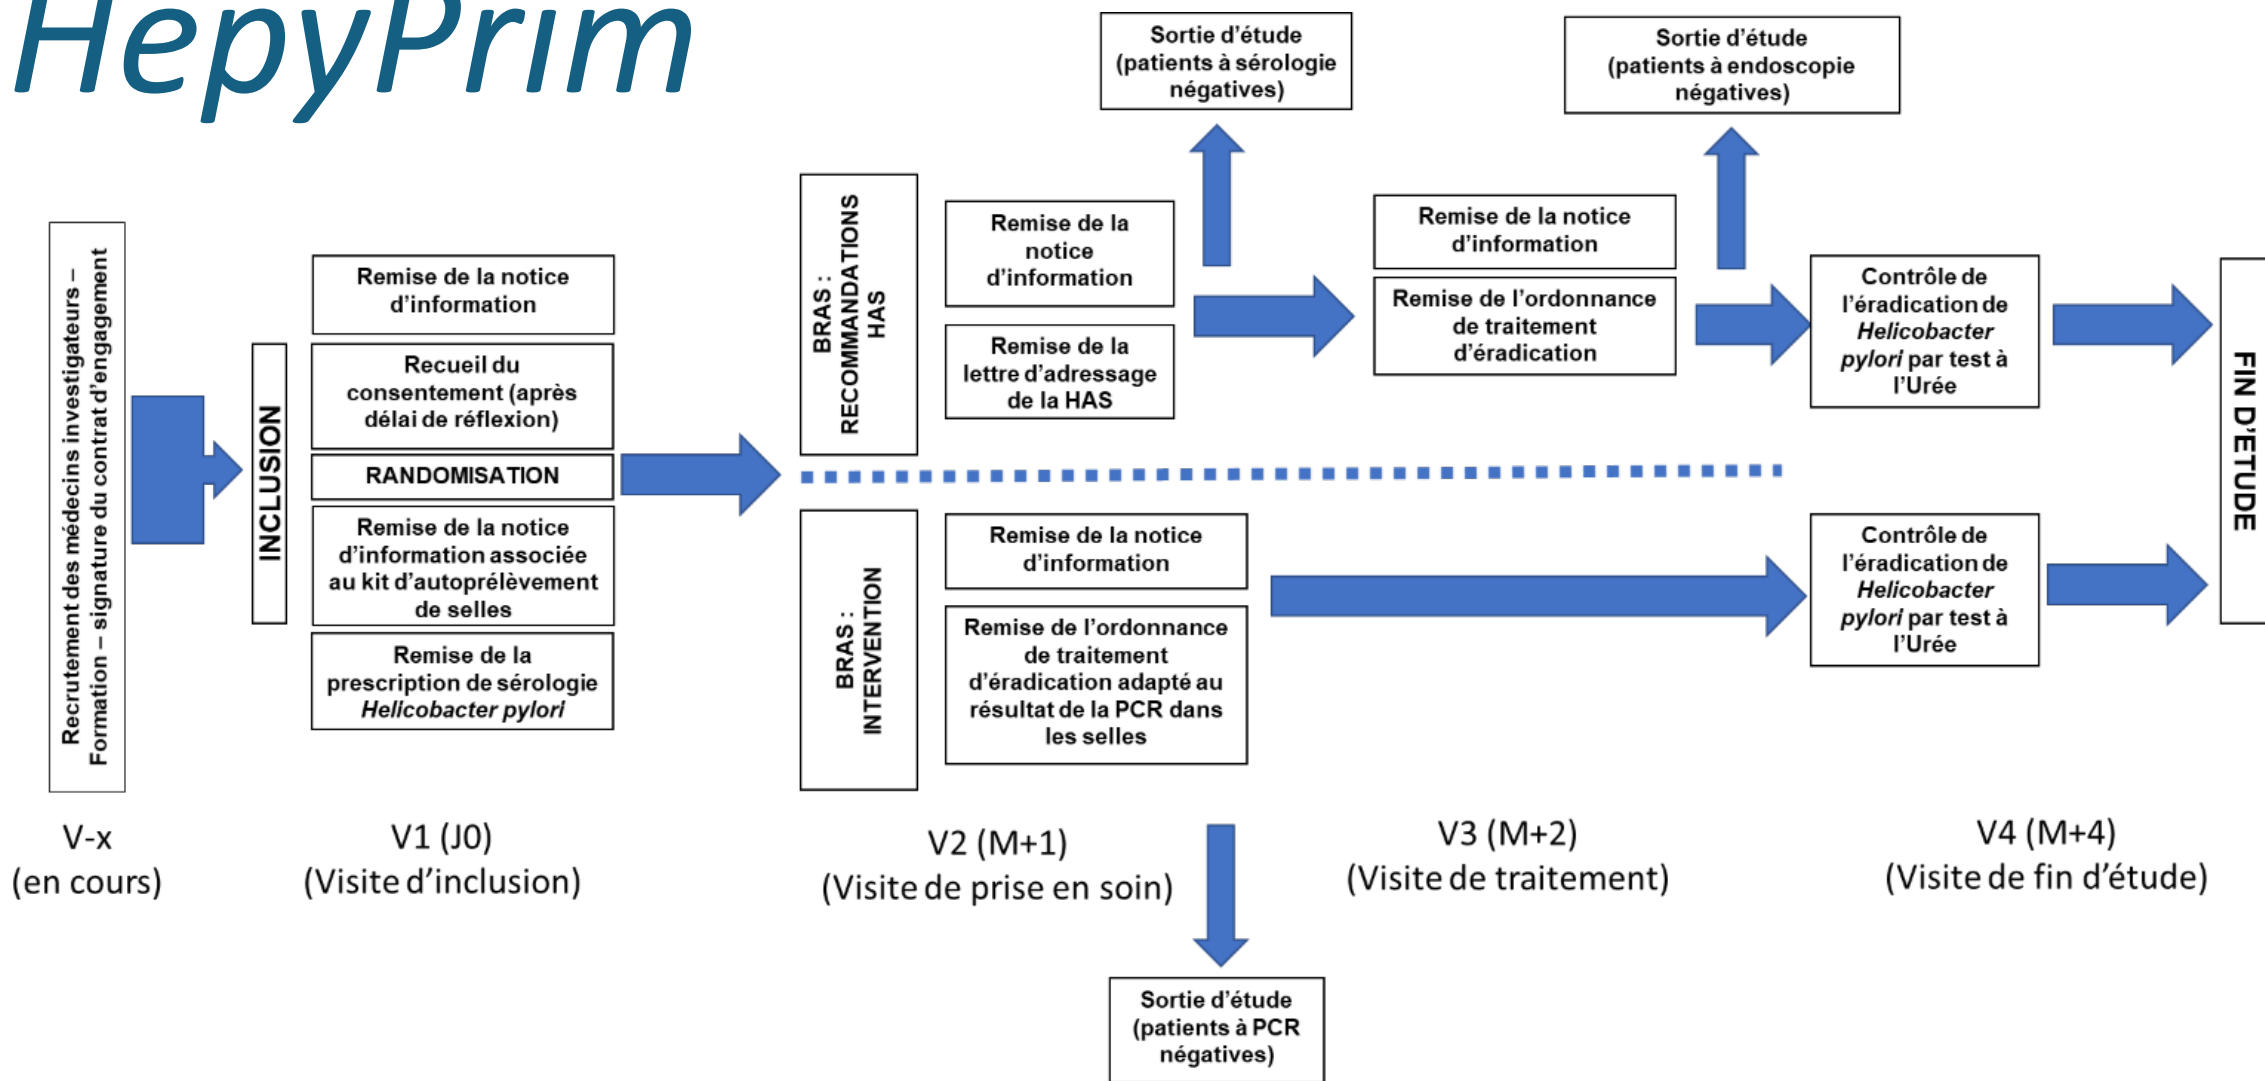 HepyPrim
Sortie d'étude
(patients à sérologie
négatives)
Sortie d'étude
(patients à endoscopie
négatives)
Recrutement des médecins investigateurs –
Formation – signature du contrat d'engagement
INCLUSION
Remise de la notice
d'information
Recueil du
consentement (après
délai de réflexion)
RANDOMISATION
Remise de la notice
d'information associée
au kit d'autoprélèvement
de selles
Remise de la
prescription de sérologie
Helicobacter pylori
BRAS :
RECOMMANDATIONS
HAS
Remise de la
notice
d'information
Remise de la
lettre d'adressage
de la HAS
Remise de la notice
d'information
Remise de l'ordonnance
de traitement
d'éradication
Contrôle de
l'éradication de
Helicobacter
pylori par test à
l'Urée
BRAS :
INTERVENTION
Remise de la notice
d'information
Remise de l'ordonnance
de traitement
d'éradication adapté au
résultat de la PCR dans
les selles
Contrôle de
l'éradication de
Helicobacter
pylori par test à
l'Urée
FIN D'ETUDE
V-x
(en cours)
V1 (J0)
(Visite d'inclusion)
V2 (M+1)
(Visite de prise en soin)
V3 (M+2)
(Visite de traitement)
V4 (M+4)
(Visite de fin d'étude)
Sortie d'étude
(patients à PCR
négatives)